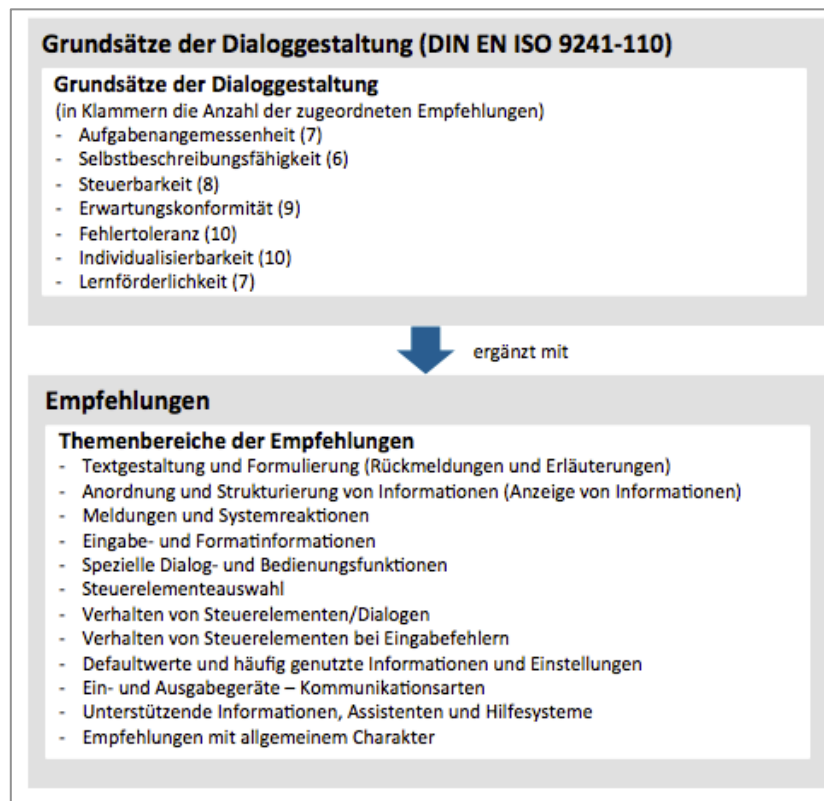 Grundsätze der Dialoggestaltung (DIN EN ISO 9241-110)
Grundsätze der Dialoggestaltung
(in Klammern die Anzahl der zugeordneten Empfehlungen)
- Aufgabenangemessenheit (7)
- Selbstbeschreibungsfähigkeit (6)
- Steuerbarkeit (8)
- Erwartungskonformität (9)
- Fehlertoleranz (10)
- Individualisierbarkeit (10)
- Lernförderlichkeit (7)
ergänzt mit
Empfehlungen
Themenbereiche der Empfehlungen
- Textgestaltung und Formulierung (Rückmeldungen und Erläuterungen)
- Anordnung und Strukturierung von Informationen (Anzeige von Informationen)
- Meldungen und Systemreaktionen
- Eingabe- und Formatinformationen
- Spezielle Dialog- und Bedienungsfunktionen
- Steuerelementeauswahl
- Verhalten von Steuerelementen/Dialogen
- Verhalten von Steuerelementen bei Eingabefehlern
- Defaultwerte und häufig genutzte Informationen und Einstellungen
- Ein- und Ausgabegeräte – Kommunikationsarten
- Unterstützende Informationen, Assistenten und Hilfesysteme
- Empfehlungen mit allgemeinem Charakter